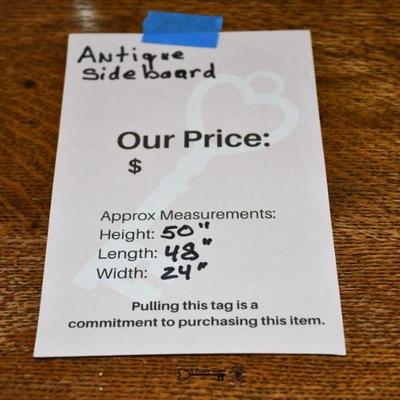 Antique
Sideboard
Our Price:
$
Approx Measurements:
Height: 50"
Length: 48"
Width: 24"
Pulling this tag is a
commitment to purchasing this item.